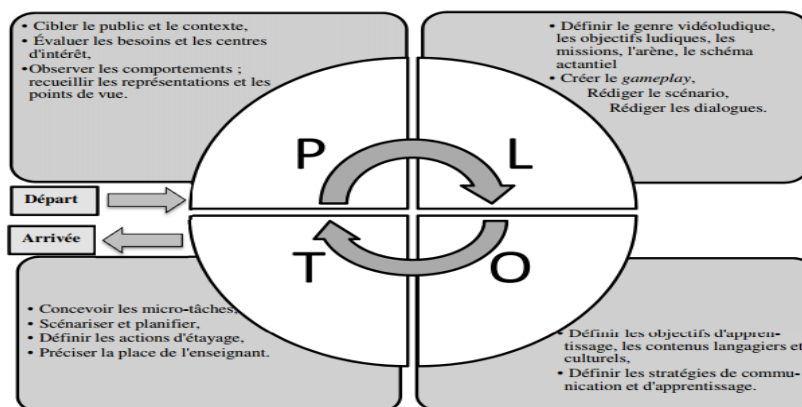 • Cibler le public et le contexte,
• Évaluer les besoins et les centres
d'intérêt,
•Observer les comportements ;
recueillir les représentations et les
points de vue.
• Définir le genre vidéoludique,
les objectifs ludiques, les
missions, l'arène, le schéma
actantiel
• Créer le gameplay,
Rédiger le scénario,
Rédiger les dialogues.
P
L
Départ
Arrivée
T
O
• Concevoir les micro-tâches,
• Scénariser et planifier,
• Définir les actions d'étayage,
• Préciser la place de l'enseignant.
• Définir les objectifs d'appren-
tissage, les contenus langagiers et
culturels,
• Définir les stratégies de commu-
nication et d'apprentissage.